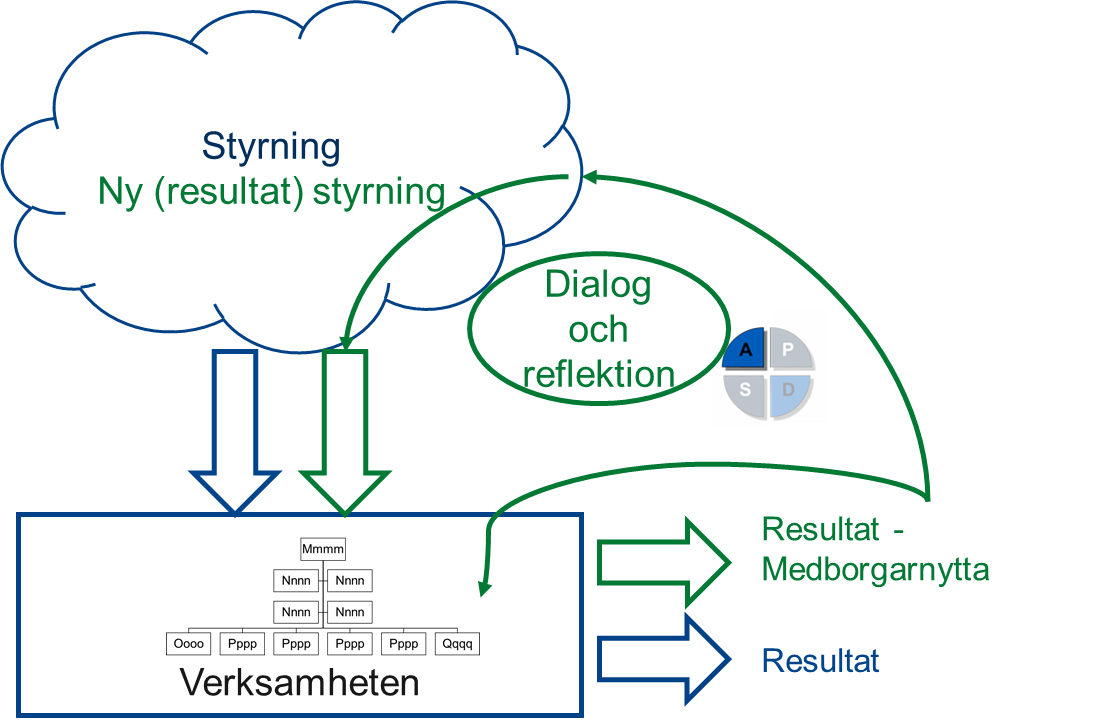 Styrning
Ny (resultat) styrning
Dialog
och
reflektion
A P
S D
Resultat -
Medborgarnytta
Resultat
Mmmm
Nnnn Nnnn
Nnnn Nnnn
Oooo Pppp Pppp Pppp Pppp Qqqq
Verksamheten